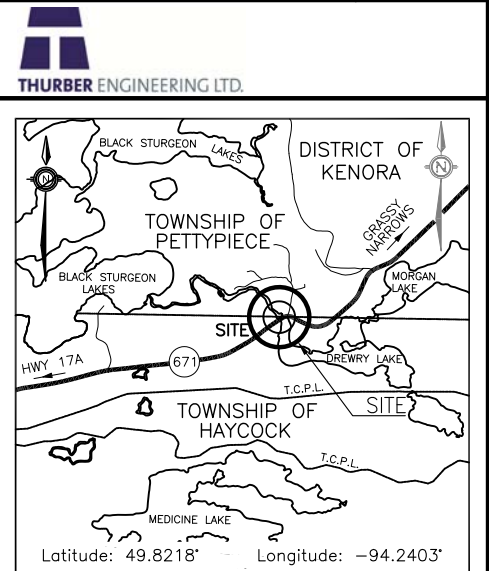 THURBER ENGINEERING LTD.
BLACK STURGEON LAKES
DISTRICT OF
KENORA
N
N
GRASSY
NARROWS
TOWNSHIP OF
PETTYPIECE
BLACK STURGEON
LAKES
MORGAN
LAKE
SITE
HWY 17A
671
DREWRY LAKE
T.C.P.L.
SITE
TOWNSHIP OF
HAYCOCK
T.C.P.L.
MEDICINE LAKE
Latitude: 49.8218° Longitude: -94.2403°